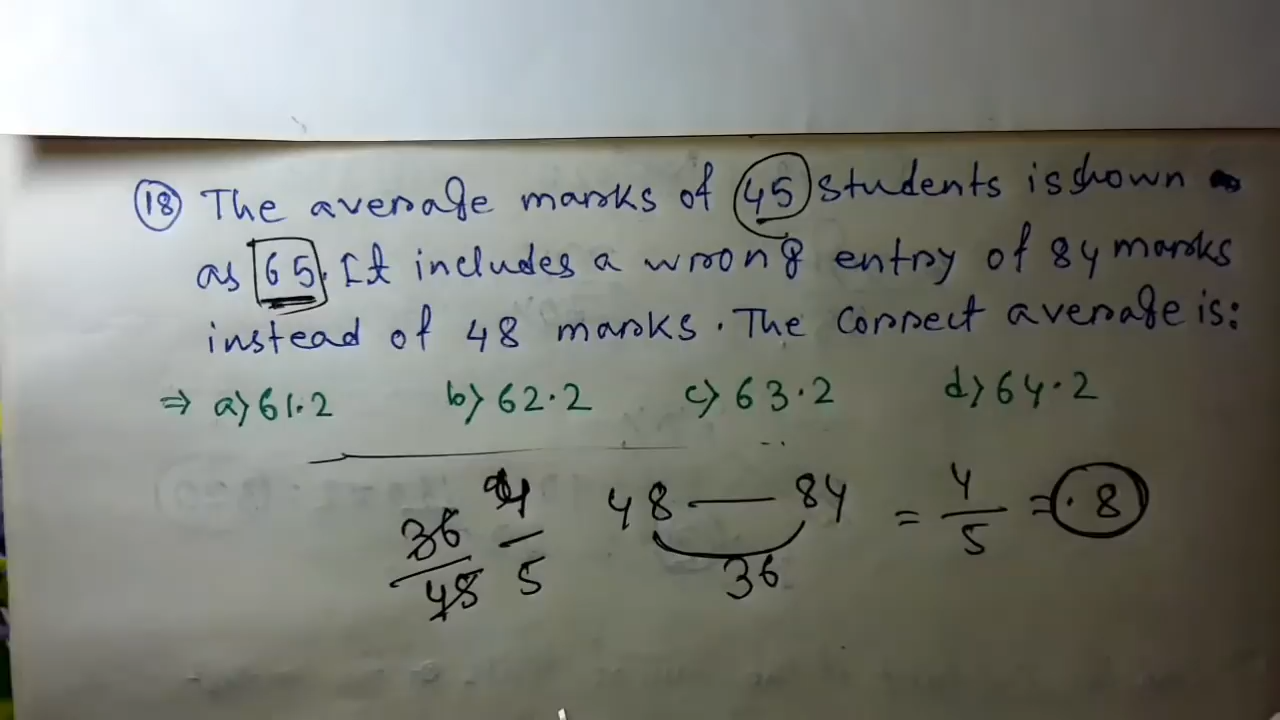 18 The average marks of 45 students is shown
as 65. It includes a wrong entry of 84 marks
instead of 48 marks. The correct average is:
⇒ a) 61.2 b) 62.2 c) 63.2 d) 64.2
36/45 4/5 48 — 84 = 4/5 = .8
36